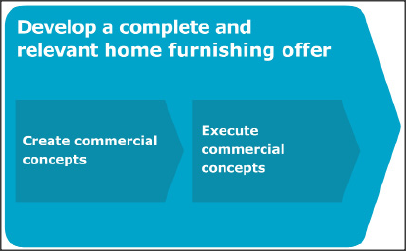 Develop a complete and
relevant home furnishing offer
Create commercial
concepts
Execute
commercial
concepts